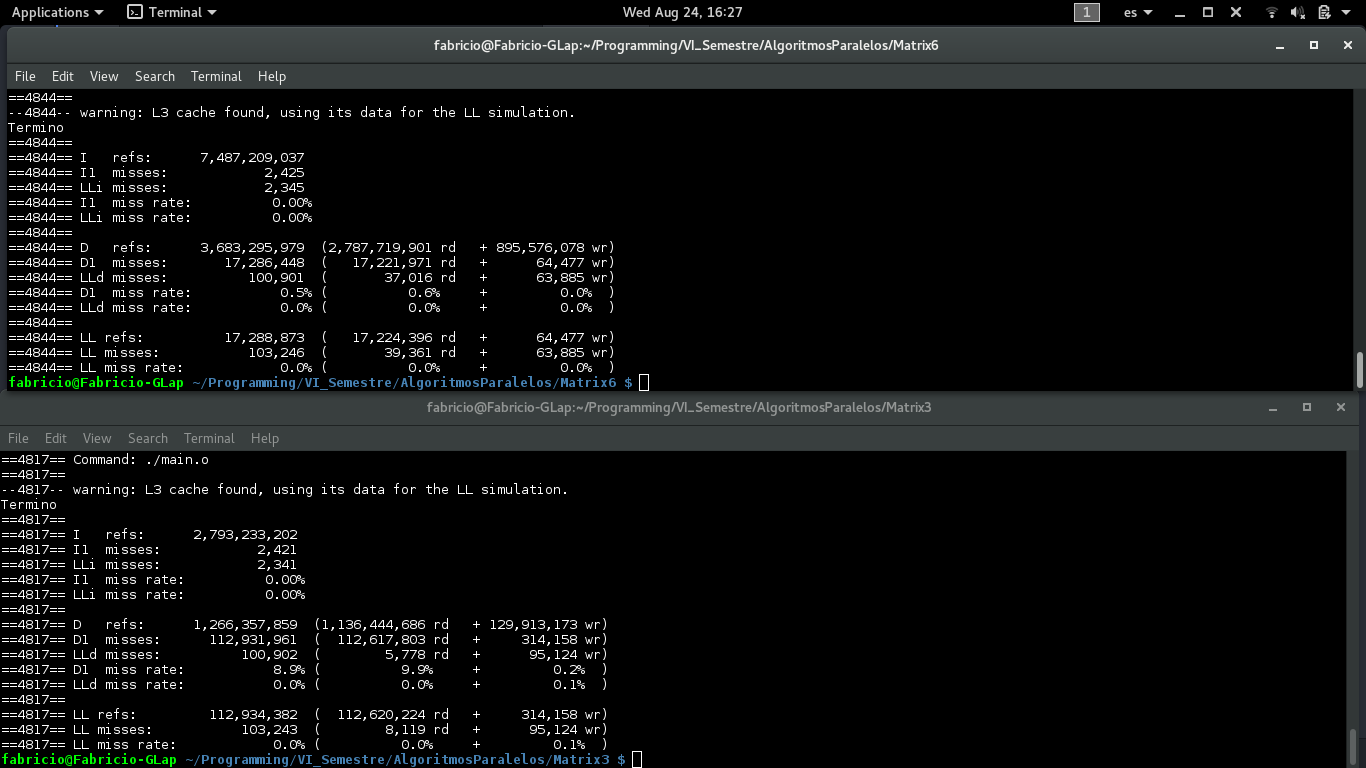 Applications Terminal Wed Aug 24, 16:27 1 es
fabricio@Fabricio-GLap:~/Programming/VI_Semestre/AlgoritmosParalelos/Matrix6
File Edit View Search Terminal Help
==4844==
--4844-- warning: L3 cache found, using its data for the LL simulation.
Termino
==4844==
==4844== I   refs:      7,487,209,037
==4844== I1  misses:            2,425
==4844== LLi misses:            2,345
==4844== I1  miss rate:          0.00%
==4844== LLi miss rate:          0.00%
==4844==
==4844== D   refs:      3,683,295,979  (2,787,719,901 rd   + 895,576,078 wr)
==4844== D1  misses:       17,286,448  (   17,221,971 rd   +      64,477 wr)
==4844== LLd misses:          100,901  (       37,016 rd   +      63,885 wr)
==4844== D1  miss rate:           0.5% (          0.6%     +         0.0%  )
==4844== LLd miss rate:           0.0% (          0.0%     +         0.0%  )
==4844==
==4844== LL refs:          17,288,873  (   17,224,396 rd   +      64,477 wr)
==4844== LL misses:           103,246  (       39,361 rd   +      63,885 wr)
==4844== LL miss rate:            0.0% (          0.0%     +         0.0%  )
fabricio@Fabricio-GLap ~/Programming/VI_Semestre/AlgoritmosParalelos/Matrix6 $
fabricio@Fabricio-GLap:~/Programming/VI_Semestre/AlgoritmosParalelos/Matrix3
File Edit View Search Terminal Help
==4817== Command: ./main.o
==4817==
--4817-- warning: L3 cache found, using its data for the LL simulation.
Termino
==4817==
==4817== I   refs:      2,793,233,202
==4817== I1  misses:            2,421
==4817== LLi misses:            2,341
==4817== I1  miss rate:          0.00%
==4817== LLi miss rate:          0.00%
==4817==
==4817== D   refs:      1,266,357,859  (1,136,444,686 rd   + 129,913,173 wr)
==4817== D1  misses:      112,931,961  (  112,617,803 rd   +     314,158 wr)
==4817== LLd misses:          100,902  (        5,778 rd   +      95,124 wr)
==4817== D1  miss rate:           8.9% (          9.9%     +         0.2%  )
==4817== LLd miss rate:           0.0% (          0.0%     +         0.1%  )
==4817==
==4817== LL refs:         112,934,382  (  112,620,224 rd   +     314,158 wr)
==4817== LL misses:           103,243  (        8,119 rd   +      95,124 wr)
==4817== LL miss rate:            0.0% (          0.0%     +         0.1%  )
fabricio@Fabricio-GLap ~/Programming/VI_Semestre/AlgoritmosParalelos/Matrix3 $